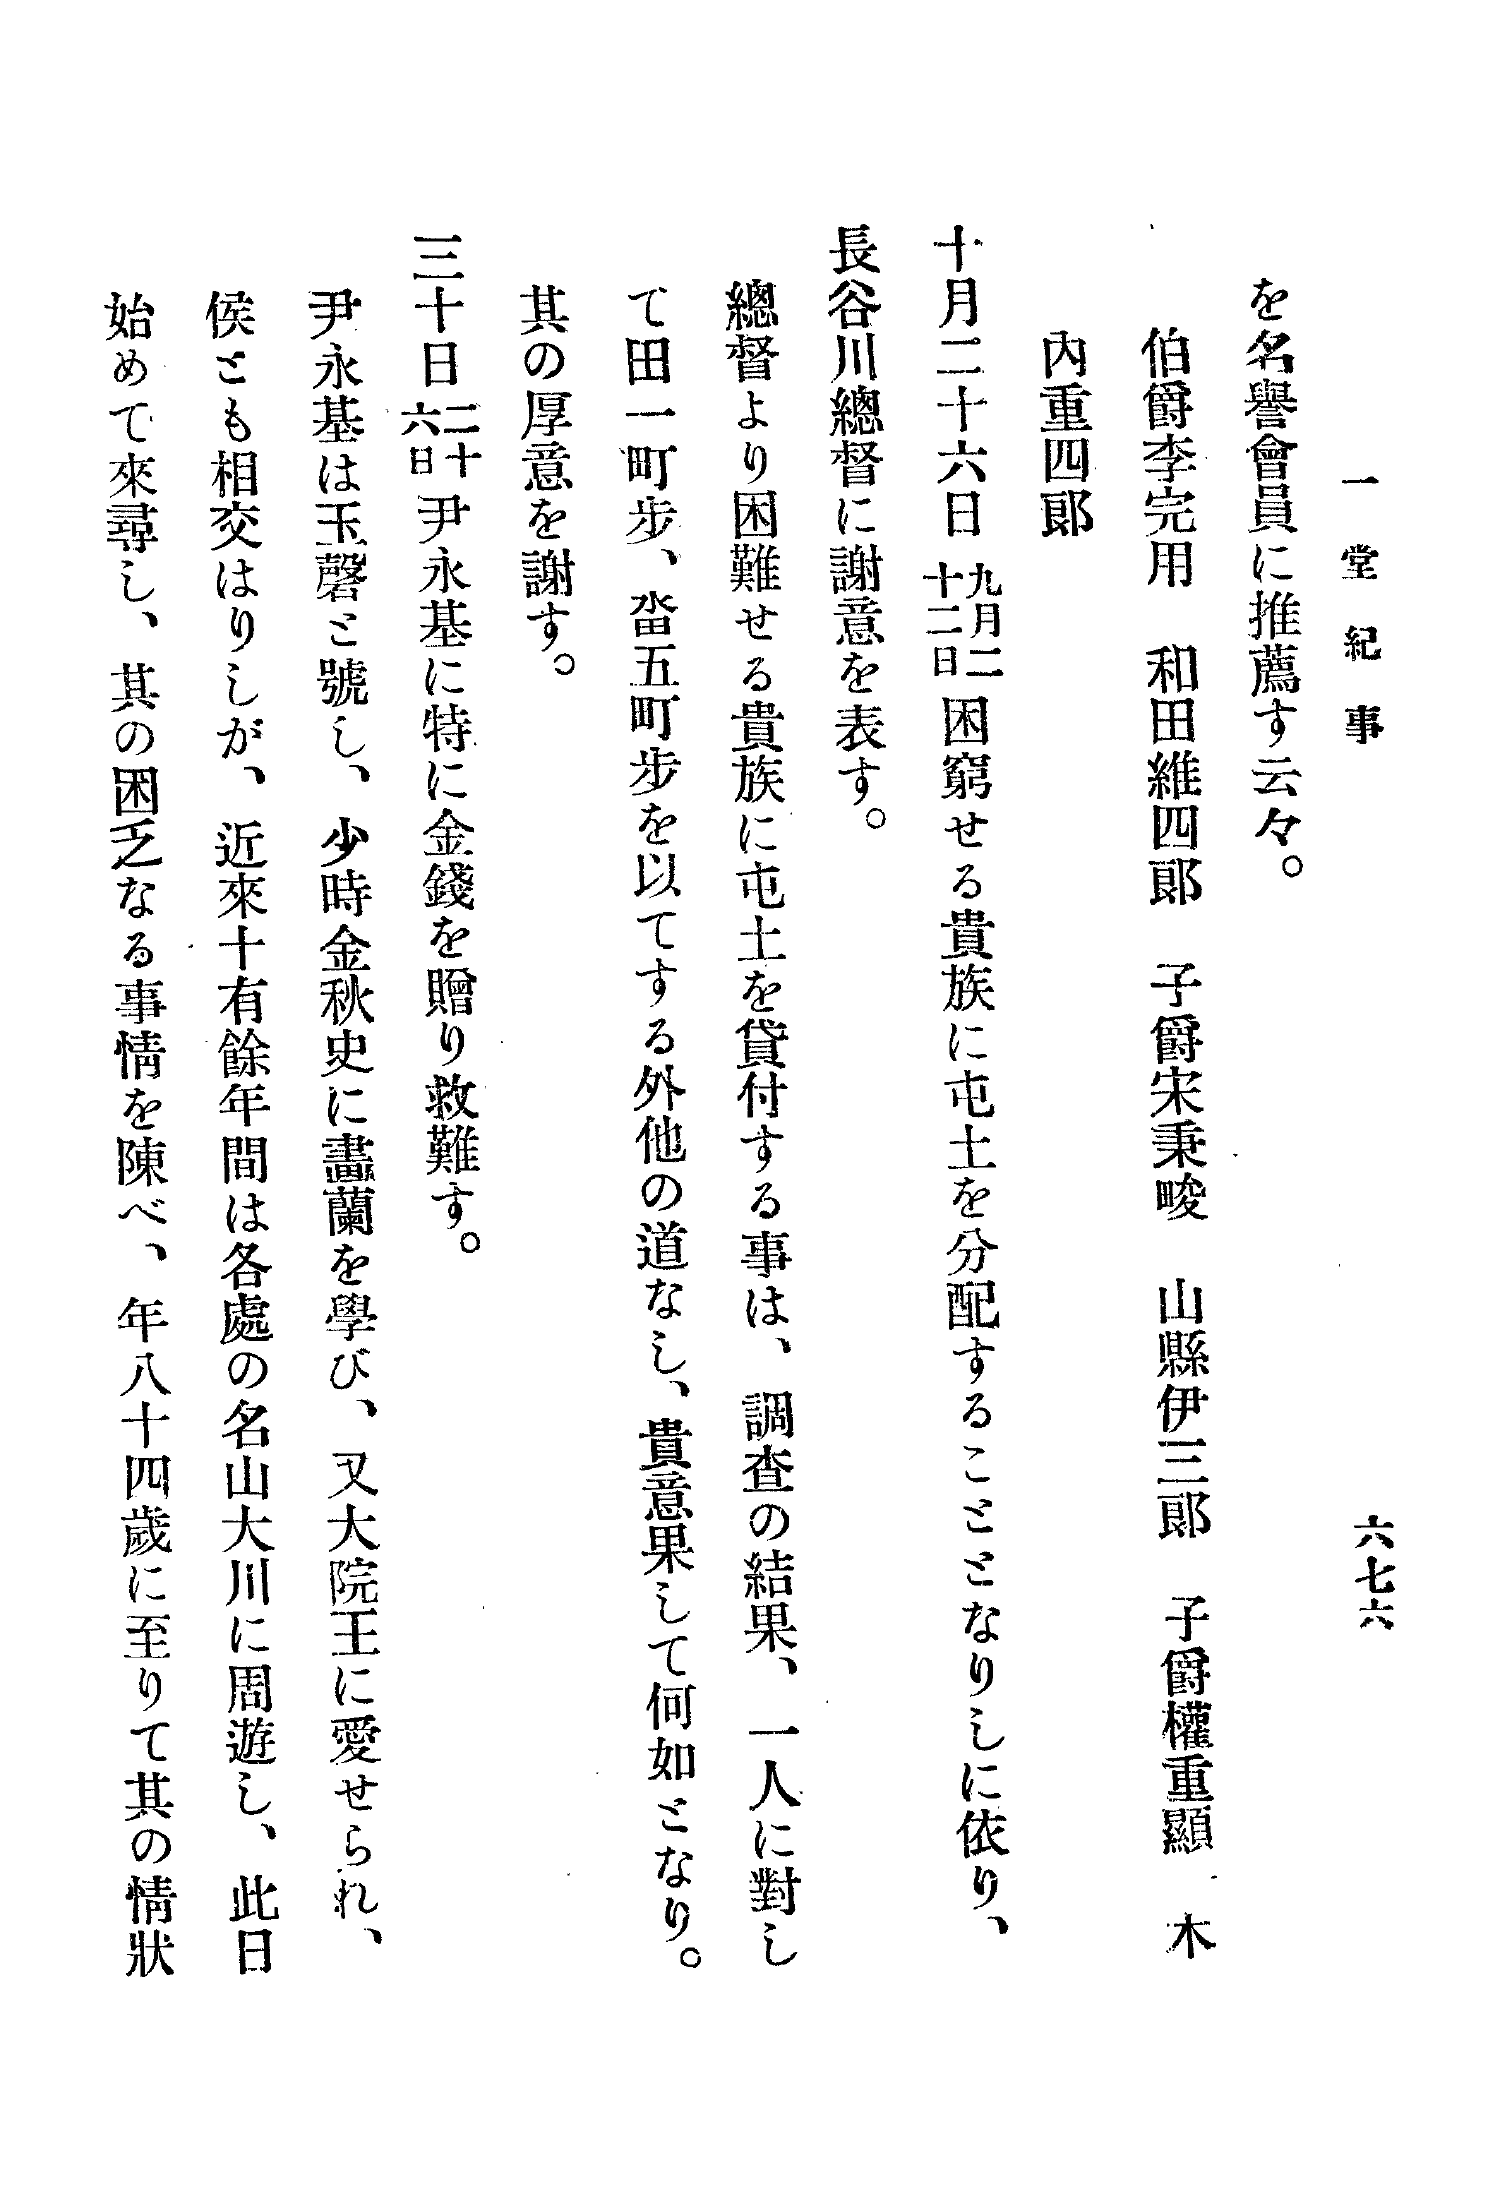 一堂紀事
六七六
を名譽會員に推薦す云々。
伯爵李完用　和田維四郞　子爵宋秉畯　山縣伊三郞　子爵權重顯　木
內重四郞
十月二十六日九月二十二日困窮せる貴族に屯土を分配することとなりしに依り、
長谷川總督に謝意を表す。
總督より困難せる貴族に屯土を貸付する事は、調査の結果、一人に對し
て田一町步、畓五町步を以てする外他の道なし、貴意果して何如となり。
其の厚意を謝す。
三十日二十六日尹永基に特に金錢を贈り救難す。
尹永基は玉磬と號し、少時金秋史に畫蘭を學び、又大院王に愛せられ、
侯とも相交はりしが、近來十有餘年間は各處の名山大川に周遊し、此日
始めて來尋し、其の困乏なる事情を陳べ、年八十四歲に至りて其の情狀